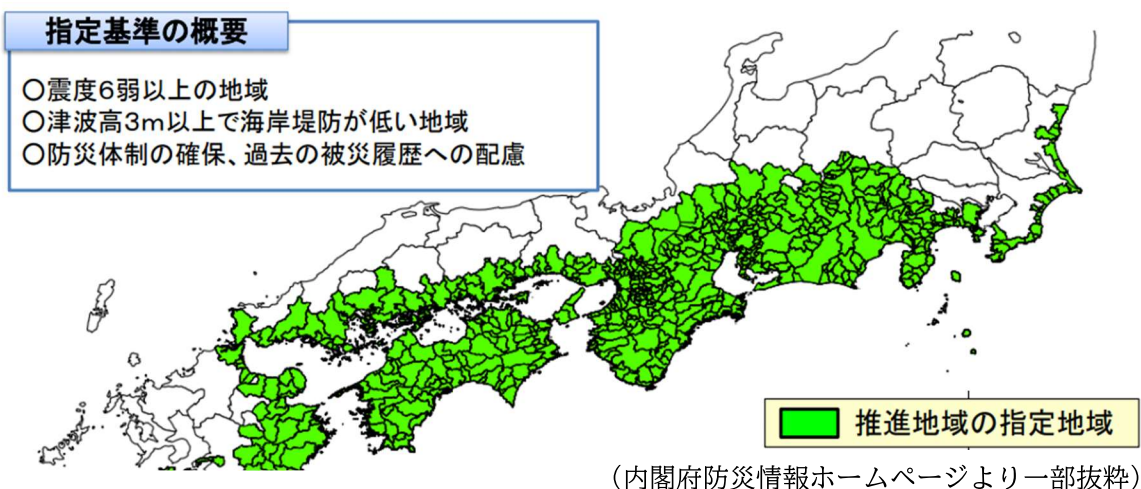 指定基準の概要
〇震度6弱以上の地域
〇津波高3m以上で海岸堤防が低い地域
〇防災体制の確保、過去の被災履歴への配慮
推進地域の指定地域
（内閣府防災情報ホームページより一部抜粋）